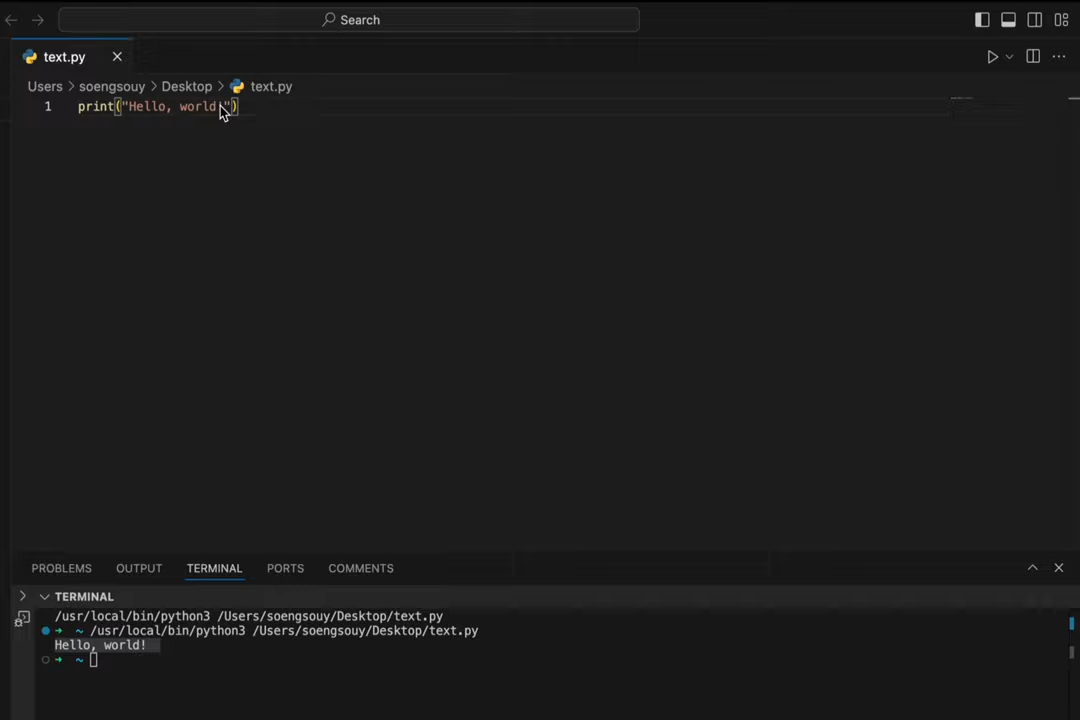 Search
text.py
Users > soengsouy > Desktop > text.py
1 print("Hello, world!")
PROBLEMS OUTPUT TERMINAL PORTS COMMENTS
TERMINAL
/usr/local/bin/python3 /Users/soengsouy/Desktop/text.py
➜ ~ /usr/local/bin/python3 /Users/soengsouy/Desktop/text.py
Hello, world!
➜ ~